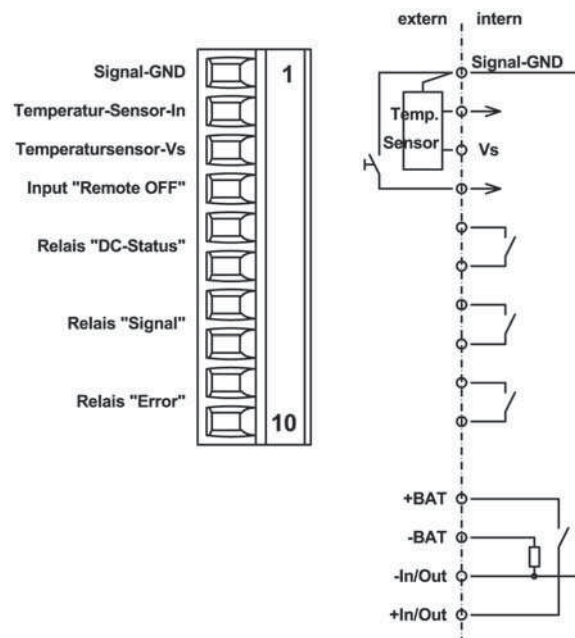 extern intern
Signal-GND
1
Signal-GND
Temperatur-Sensor-In
Temp.
Temperatursensor-Vs
Sensor
Vs
Input "Remote OFF"
Relais "DC-Status"
Relais "Signal"
Relais "Error"
10
+BAT
-BAT
-In/Out
+In/Out